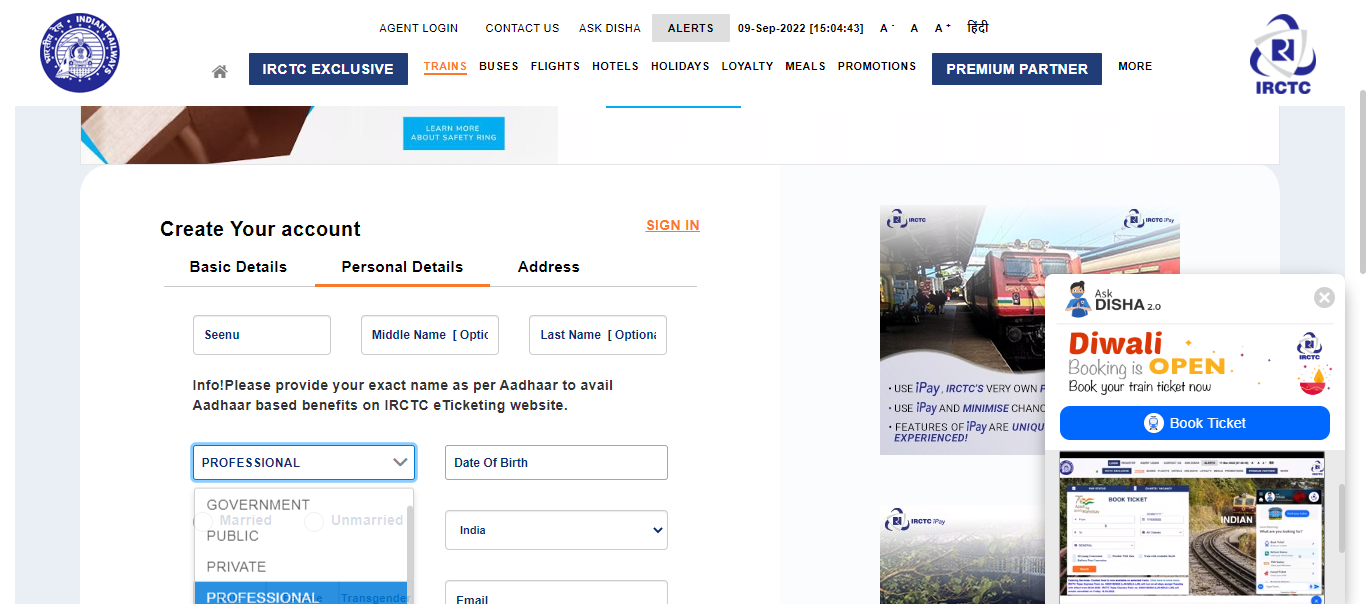 AGENT LOGIN CONTACT US ASK DISHA ALERTS 09-Sep-2022 [15:04:43] A - A A + हिंदी
IRCTC EXCLUSIVE TRAINS BUSES FLIGHTS HOTELS HOLIDAYS LOYALTY MEALS PROMOTIONS PREMIUM PARTNER MORE
भारतीय रेल INDIAN RAILWAYS
IRCTC
LEARN MORE
ABOUT SAFETY RING
Create Your account
SIGN IN
Basic Details Personal Details Address
Seenu Middle Name [ Optic Last Name [ Optiona
Info!Please provide your exact name as per Aadhaar to avail
Aadhaar based benefits on IRCTC eTicketing website.
PROFESSIONAL Date Of Birth
GOVERNMENT
Married Unmarried
PUBLIC
India
PRIVATE
PROFESSIONAL
Transgender
Email
IRCTC IRCTC iPay
• USE iPay, IRCTC'S VERY OWN
• USE iPay AND MINIMISE CHANC
• FEATURES OF iPay ARE UNIQU
EXPERIENCED!
IRCTC iPay
Ask
DISHA 2.0
Diwali
Booking is OPEN
Book your train ticket now
IRCTC
Book Ticket
BOOK TICKET
INDIAN